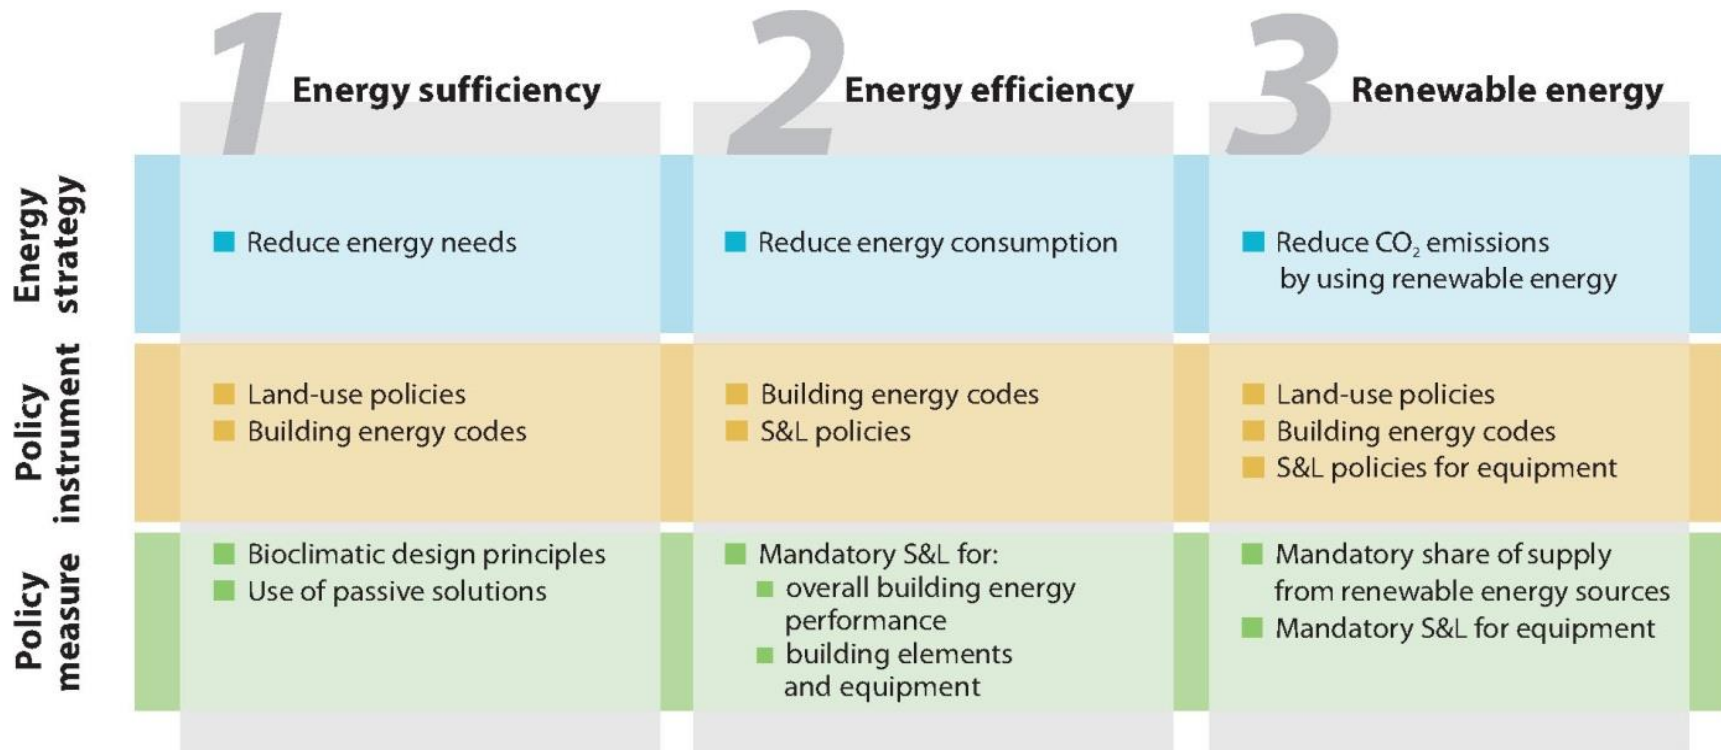 1 Energy sufficiency
2 Energy efficiency
3 Renewable energy
Energy
strategy
Reduce energy needs
Reduce energy consumption
Reduce CO₂ emissions
by using renewable energy
Policy
instrument
Land-use policies
Building energy codes
Building energy codes
S&L policies
Land-use policies
Building energy codes
S&L policies for equipment
Policy
measure
Bioclimatic design principles
Use of passive solutions
Mandatory S&L for:
overall building energy
performance
building elements
and equipment
Mandatory share of supply
from renewable energy sources
Mandatory S&L for equipment